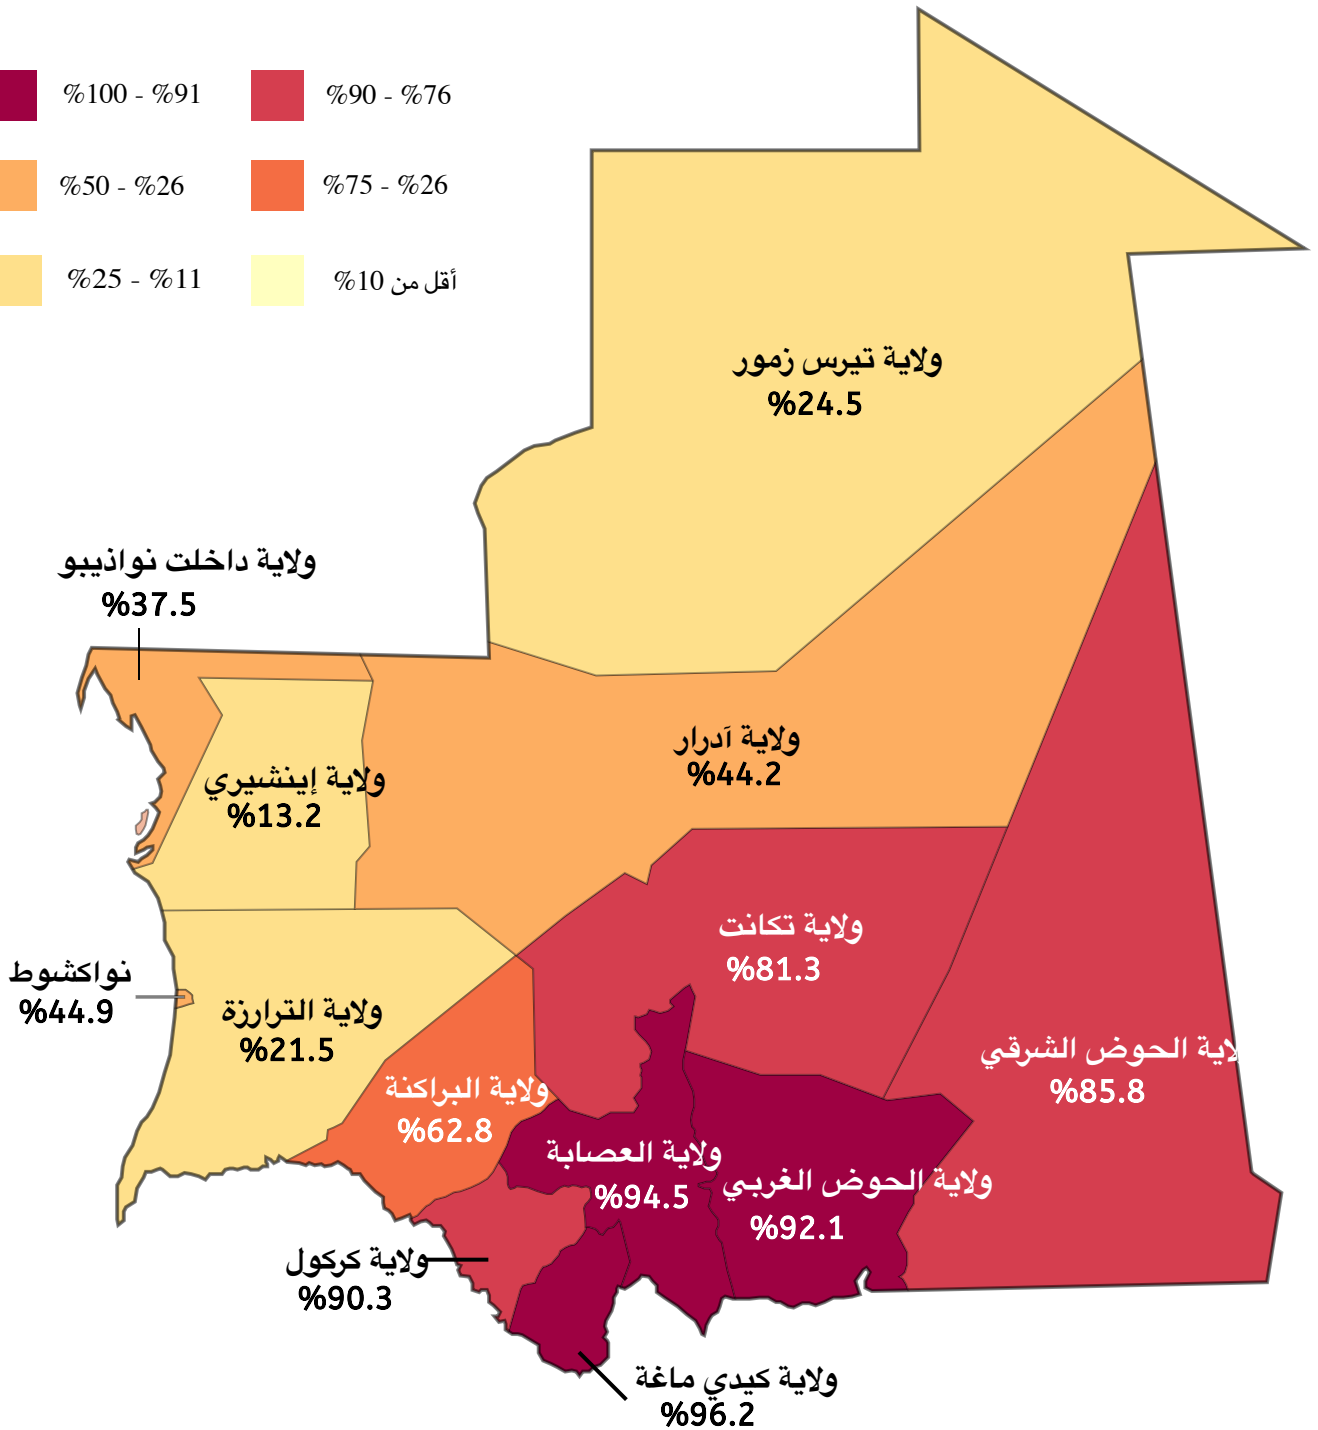 %100 - %91
%90 - %76
%50 - %26
%75 - %26
%25 - %11
أقل من 10%
ولاية تيرس زمور
%24.5
ولاية داخلت نواذيبو
%37.5
ولاية آدرار
%44.2
ولاية إينشيري
%13.2
ولاية تكانت
%81.3
نواكشوط
%44.9
ولاية الترارزة
%21.5
لاية الحوض الشرقي
%85.8
ولاية البراكنة
%62.8
ولاية العصابة
%94.5
ولاية الحوض الغربي
%92.1
ولاية كركول
%90.3
ولاية كيدي ماغة
%96.2